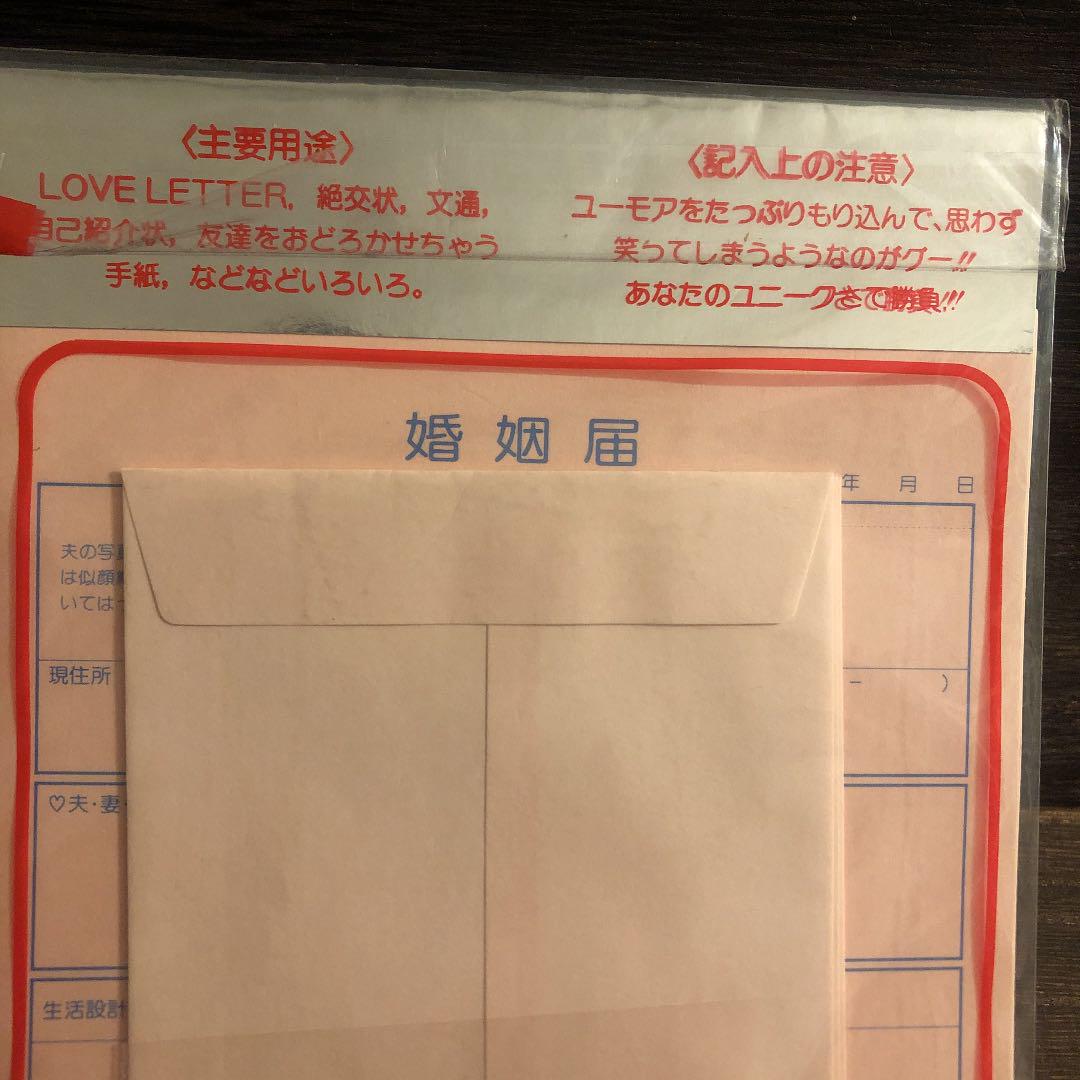 〈主要用途〉
LOVE LETTER, 絶交状, 文通,
自己紹介状, 友達をおどろかせちゃう
手紙, などなどいろいろ。
〈記入上の注意〉
ユーモアをたっぷりもり込んで、思わず
笑ってしまうようなのがグー!!
あなたのユニークさで勝負!!!
婚姻届
年 月 日
夫の写
は似顔
いては
現住所
– )
♡夫・妻
生活設計